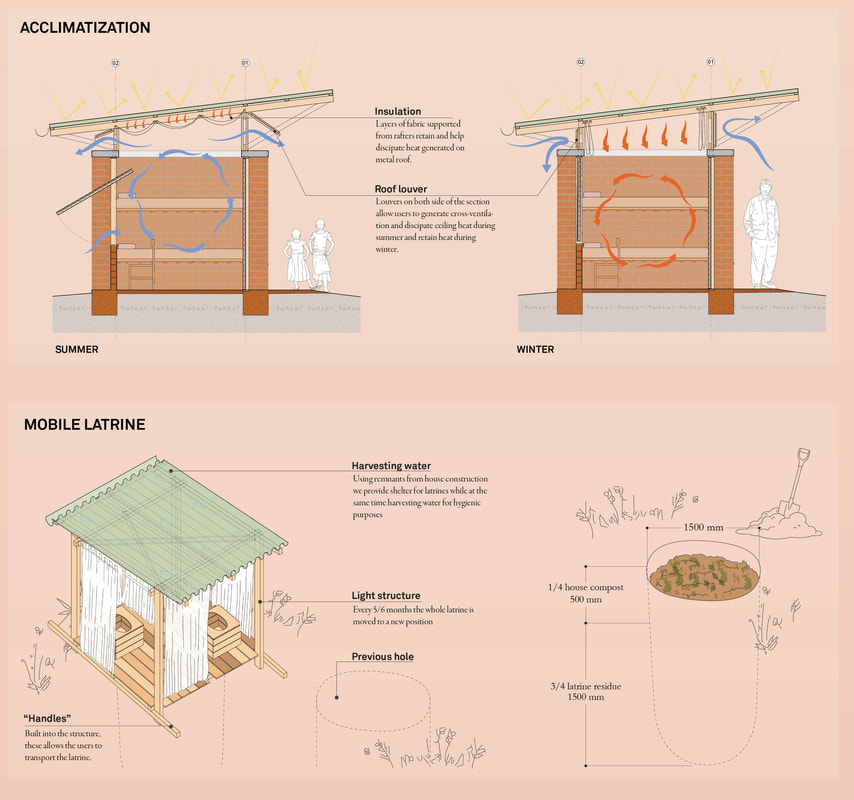 ACCLIMATIZATION
02
01
02
01
Insulation
Layers of fabric supported
from rafters retain and help
discipate heat generated on
metal roof.
Roof louver
Louvers on both side of the section
allow users to generate cross-ventila-
tion and discipate ceiling heat during
summer and retain heat during
winter.
SUMMER
WINTER
MOBILE LATRINE
Harvesting water
Using remnants from house construction
we provide shelter for latrines while at the
same time harvesting water for hygienic
purposes
Light structure
Every 5/6 months the whole latrine is
moved to a new position
Previous hole
"Handles"
Built into the structure,
these allows the users to
transport the latrine.
1500 mm
1/4 house compost
500 mm
3/4 latrine residue
1500 mm